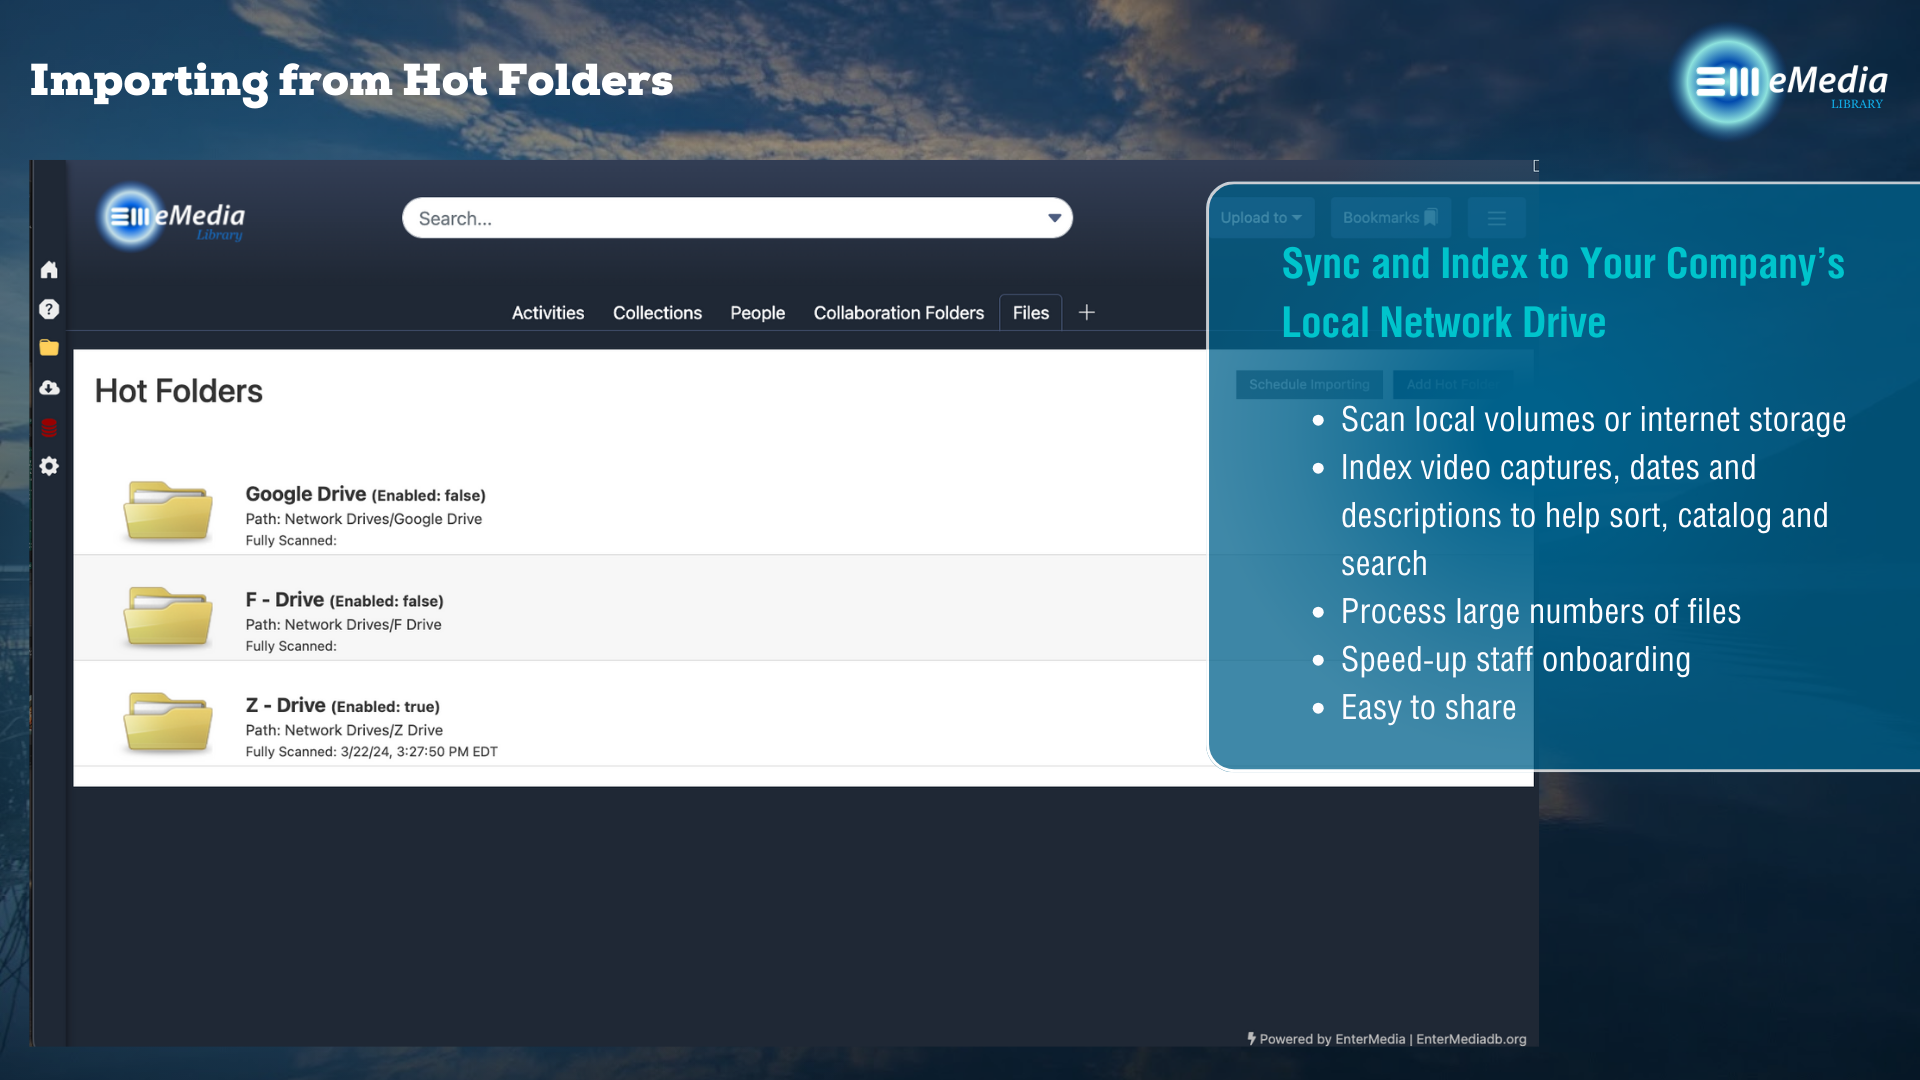 Importing from Hot Folders
eMedia
LIBRARY
eMedia
Library
Search...
Upload to
Bookmarks
Activities
Collections
People
Collaboration Folders
Files
Sync and Index to Your Company's
Local Network Drive
Hot Folders
Schedule Importing
Add Hot Folder
• Scan local volumes or internet storage
• Index video captures, dates and
descriptions to help sort, catalog and
search
• Process large numbers of files
• Speed-up staff onboarding
• Easy to share
Google Drive (Enabled: false)
Path: Network Drives/Google Drive
Fully Scanned:
F - Drive (Enabled: false)
Path: Network Drives/F Drive
Fully Scanned:
Z - Drive (Enabled: true)
Path: Network Drives/Z Drive
Fully Scanned: 3/22/24, 3:27:50 PM EDT
Powered by EnterMedia | EnterMediadb.org